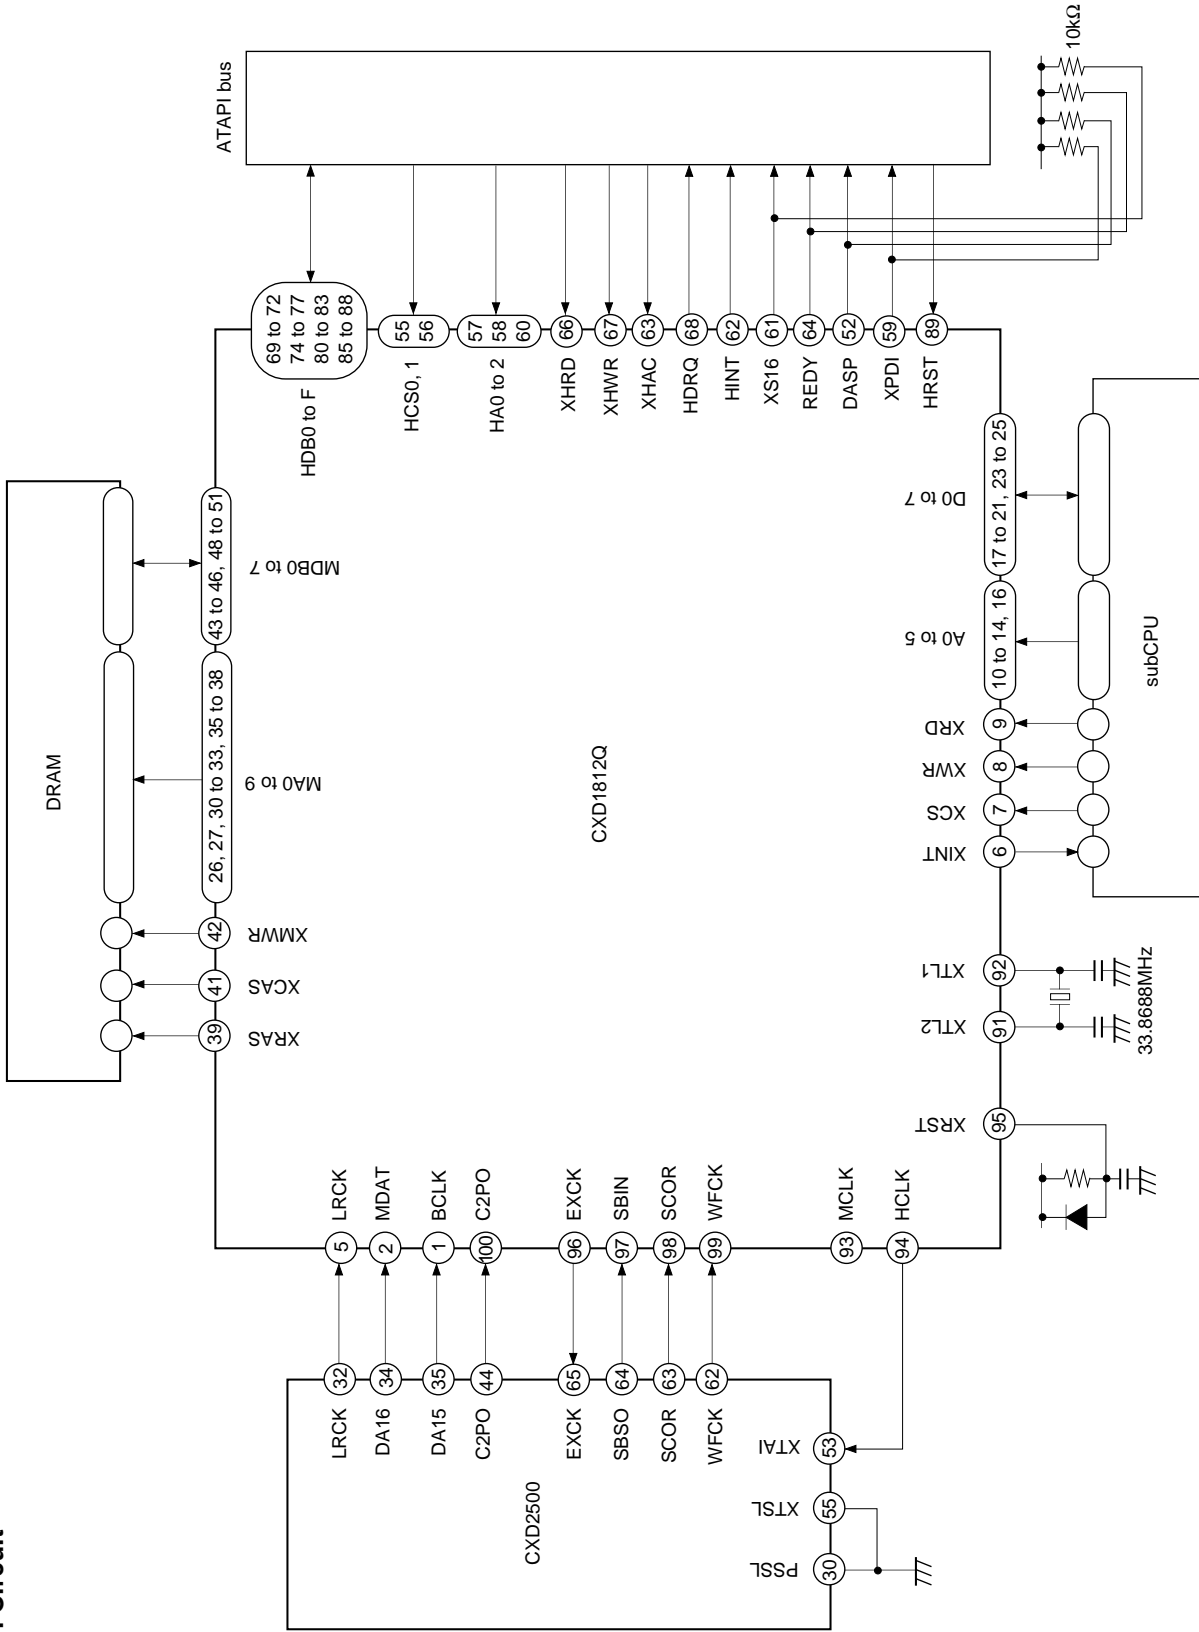 ATAPI bus
10kΩ
69 to 72
74 to 77
80 to 83
85 to 88
HDB0 to F
55
56
HCS0, 1
57
58
60
HA0 to 2
66
XHRD
67
XHWR
63
XHAC
68
HDRQ
62
HINT
61
XS16
64
REDY
52
DASP
59
XPDI
89
HRST
DRAM
43 to 46, 48 to 51
MDB0 to 7
26, 27, 30 to 33, 35 to 38
MA0 to 9
42
XMWR
41
XCAS
39
XRAS
CXD1812Q
17 to 21, 23 to 25
D0 to 7
10 to 14, 16
A0 to 5
9
XRD
8
XWR
7
XCS
6
XINT
subCPU
92
XTL1
91
XTL2
33.8688MHz
95
XRST
LRCK
5
MDAT
2
BCLK
1
C2PO
100
EXCK
96
SBIN
97
SCOR
98
WFCK
99
MCLK
93
HCLK
94
32
LRCK
34
DA16
35
DA15
44
C2PO
65
EXCK
64
SBSO
63
SCOR
62
WFCK
CXD2500
53
XTAI
55
XTSL
30
PSSL
Circuit